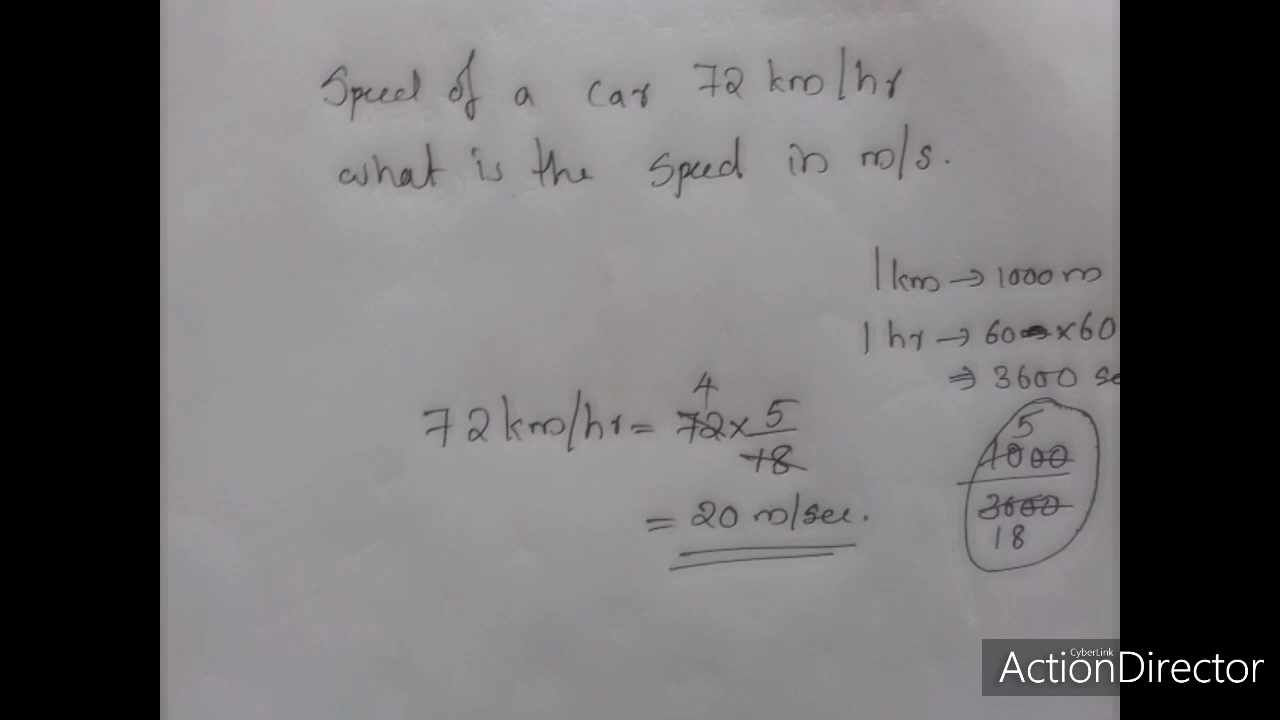 Speed of a car 72 km/hr
what is the speed in m/s.
1 km → 1000 m
1 hr → 60 × 60
⇒ 3600 se
4
72 km/hr = 72 × 5/18
= 20 m/sec.
5
1000
3600
18
CyberLink
ActionDirector